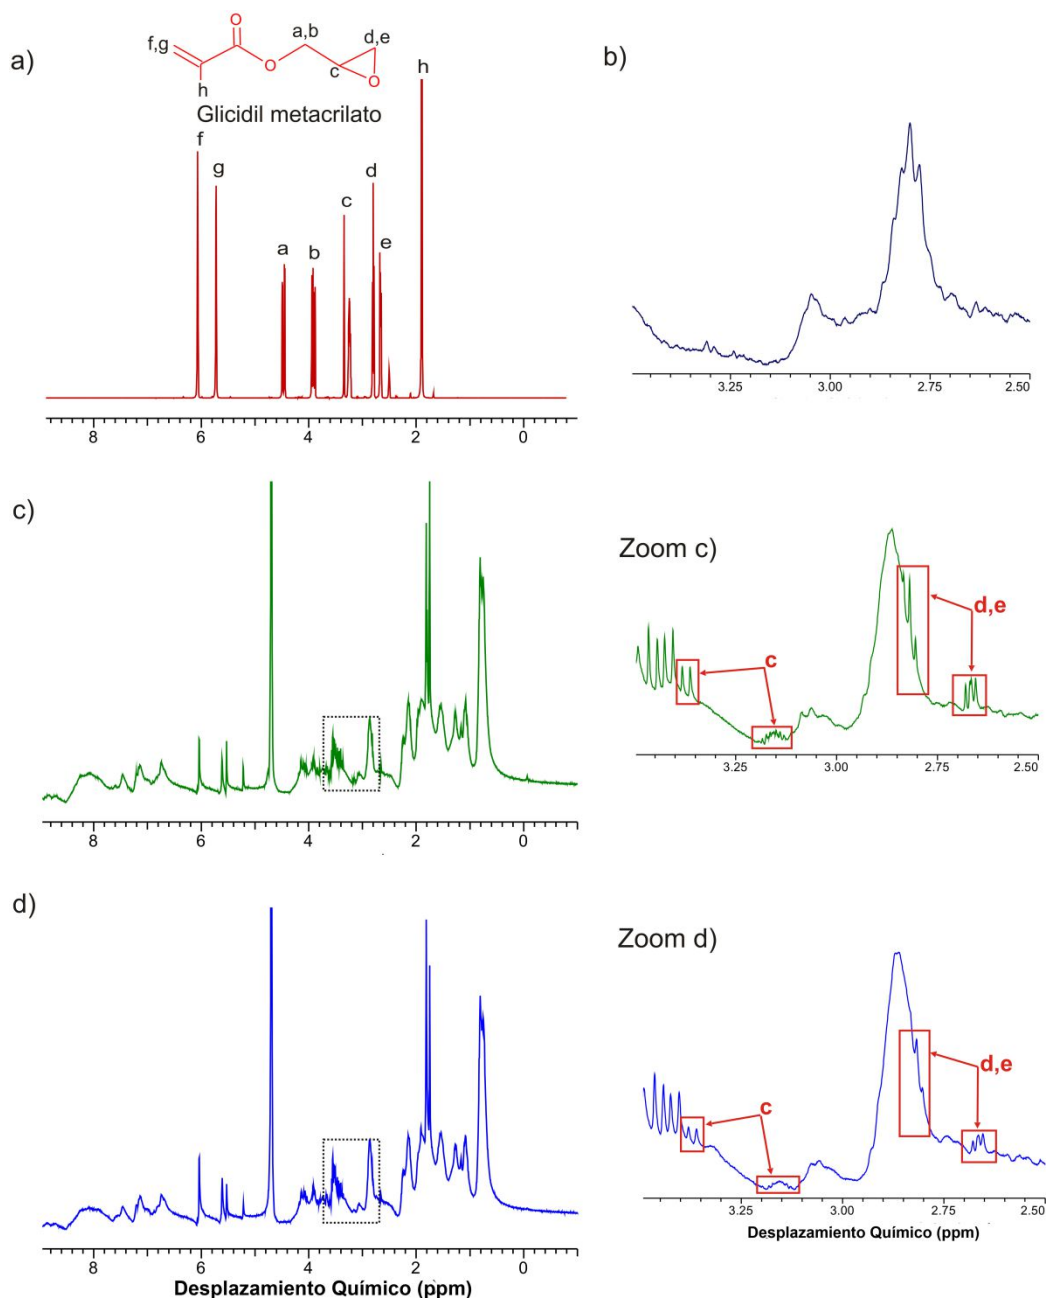 a)
f,g
O
O
a,b
d,e
c
O
h
Glicidil metacrilato
f
g
a
b
c
d
e
h
8 6 4 2 0
b)
3.25 3.00 2.75 2.50
c)
8 6 4 2 0
Zoom c)
c
d,e
3.25 3.00 2.75 2.50
d)
8 6 4 2 0
Desplazamiento Químico (ppm)
Zoom d)
c
d,e
3.25 3.00 2.75 2.50
Desplazamiento Químico (ppm)